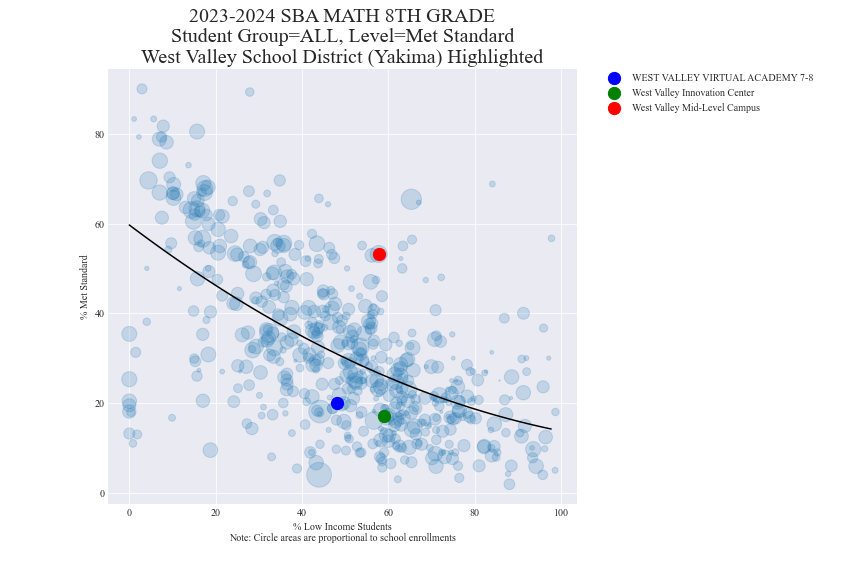 2023-2024 SBA MATH 8TH GRADE
Student Group=ALL, Level=Met Standard
West Valley School District (Yakima) Highlighted
WEST VALLEY VIRTUAL ACADEMY 7-8
West Valley Innovation Center
West Valley Mid-Level Campus
% Met Standard
80
60
40
20
0
0 20 40 60 80 100
% Low Income Students
Note: Circle areas are proportional to school enrollments